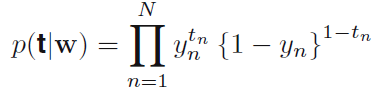 p(𝘁|𝐰) = ∏_{n=1}^{N} y_n^{t_n} {1 − y_n}^{1−t_n}